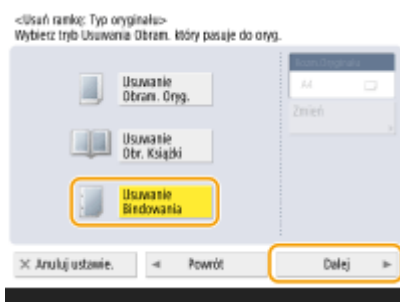 <Usuń ramkę: Typ oryginału>
Wybierz tryb Usuwania Obram. który pasuje do oryg.
Usuwanie
Obram. Oryg.
Rozm. Oryginału
A4
Zmień
Usuwanie
Obr. Książki
Usuwanie
Bindowania
× Anuluj ustawie.
Powrót
Dalej